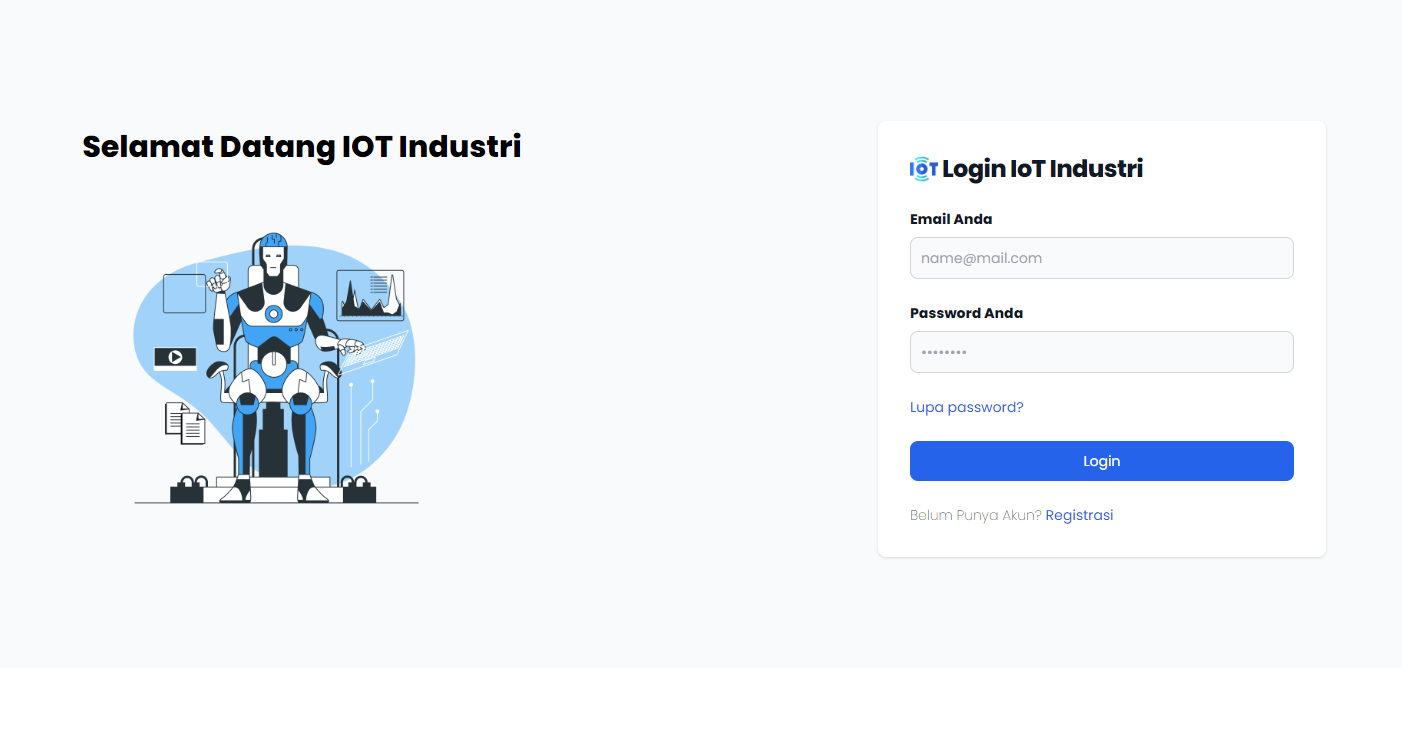 Selamat Datang IOT Industri
IOT Login IoT Industri
Email Anda
name@mail.com
Password Anda
••••••••
Lupa password?
Login
Belum Punya Akun? Registrasi